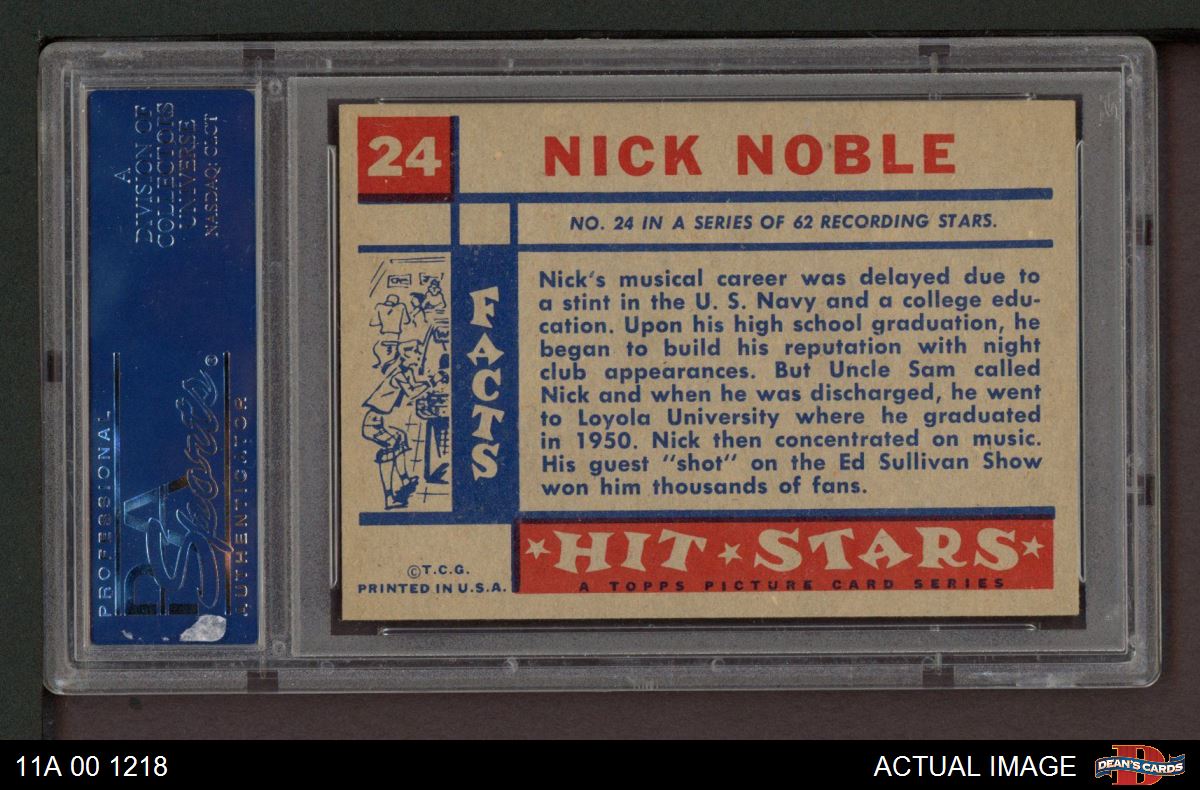 A
DIVISION OF
COLLECTORS
UNIVERSE
NASDAQ: CLCT
PROFESSIONAL
PSA
Sports
AUTHENTICATOR
24
NICK NOBLE
NO. 24 IN A SERIES OF 62 RECORDING STARS.
FACTS
Nick's musical career was delayed due to
a stint in the U. S. Navy and a college edu-
cation. Upon his high school graduation, he
began to build his reputation with night
club appearances. But Uncle Sam called
Nick and when he was discharged, he went
to Loyola University where he graduated
in 1950. Nick then concentrated on music.
His guest "shot" on the Ed Sullivan Show
won him thousands of fans.
HIT STARS
A TOPPS PICTURE CARD SERIES
©T.C.G.
PRINTED IN U.S.A.
11A 00 1218
ACTUAL IMAGE
DEAN'S CARDS